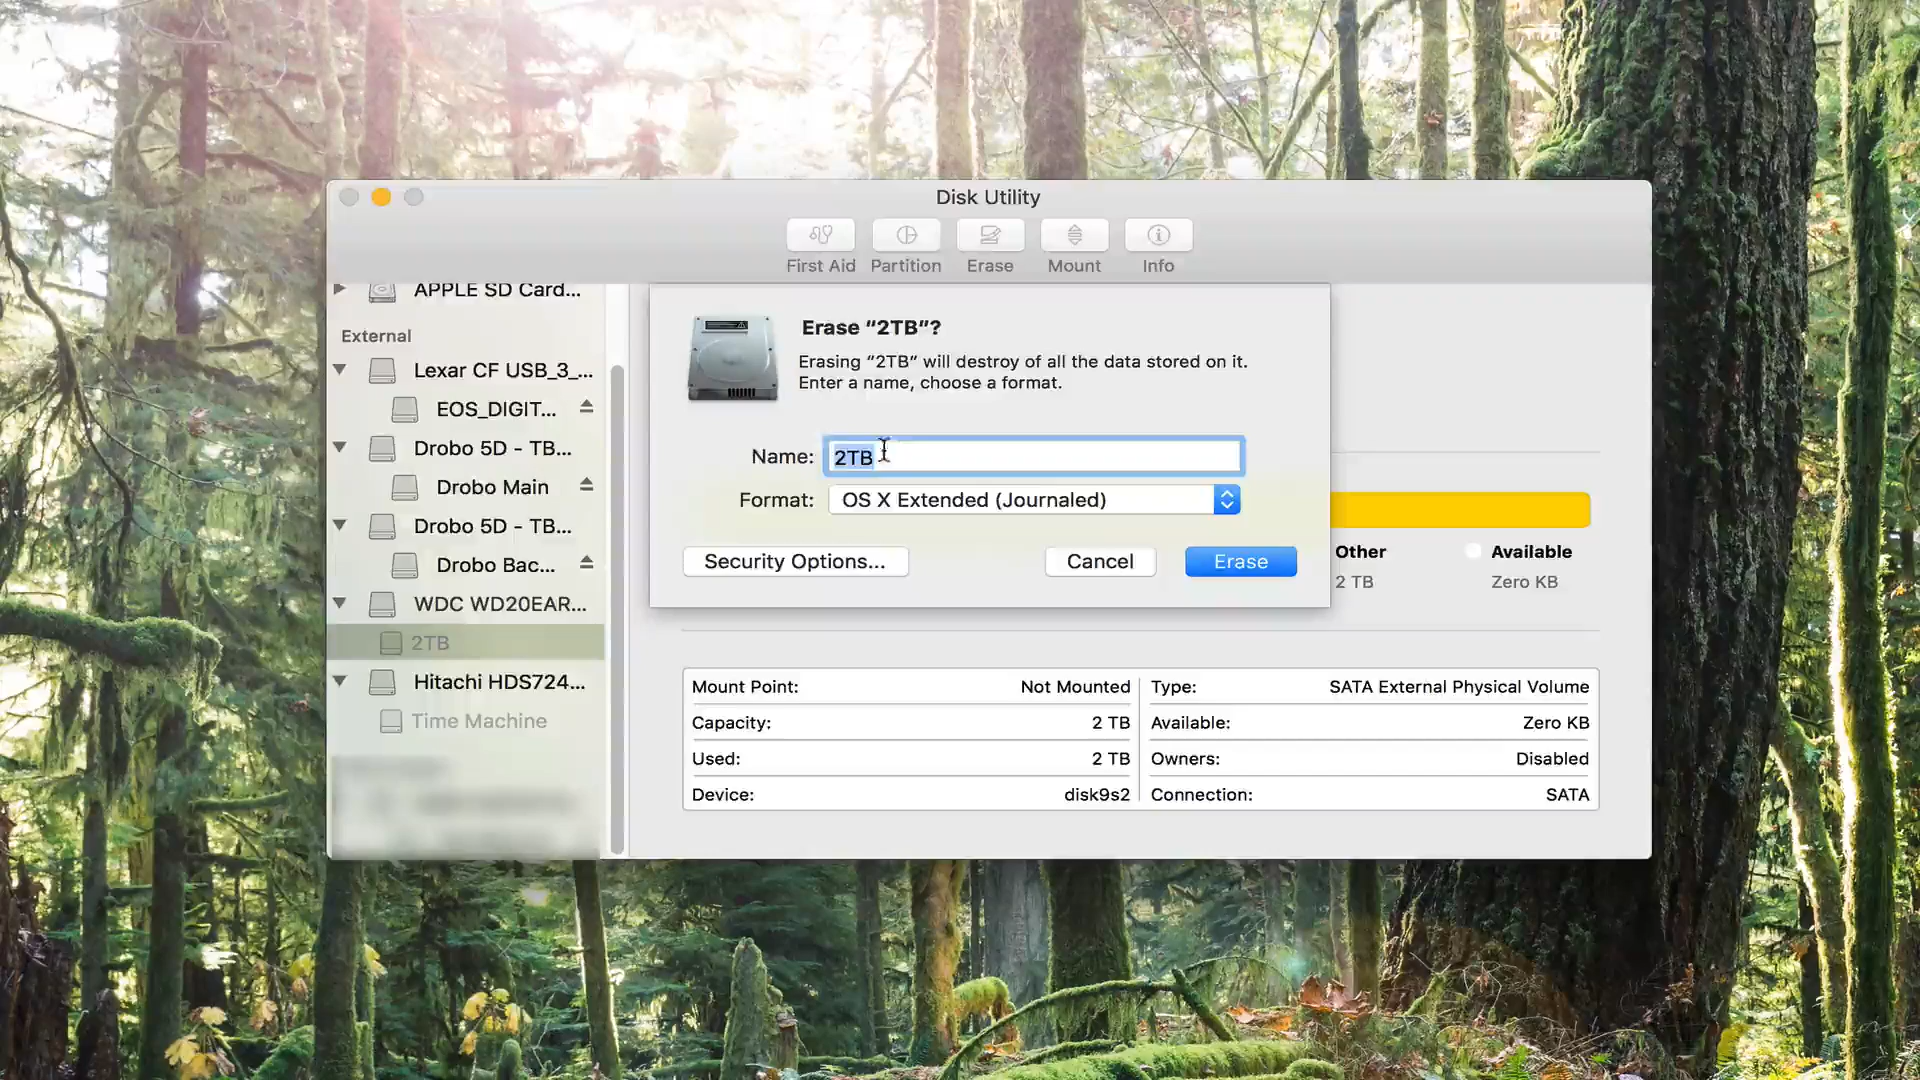 Disk Utility
First Aid
Partition
Erase
Mount
Info
APPLE SD Card...
External
Lexar CF USB_3_...
EOS_DIGIT...
Drobo 5D - TB...
Drobo Main
Drobo 5D - TB...
Drobo Bac...
WDC WD20EAR...
2TB
Hitachi HDS724...
Time Machine
Erase “2TB”?
Erasing “2TB” will destroy of all the data stored on it.
Enter a name, choose a format.
Name: 2TB
Format: OS X Extended (Journaled)
Security Options...
Cancel
Erase
Other
2 TB
Available
Zero KB
Mount Point: Not Mounted
Capacity: 2 TB
Used: 2 TB
Device: disk9s2
Type: SATA External Physical Volume
Available: Zero KB
Owners: Disabled
Connection: SATA